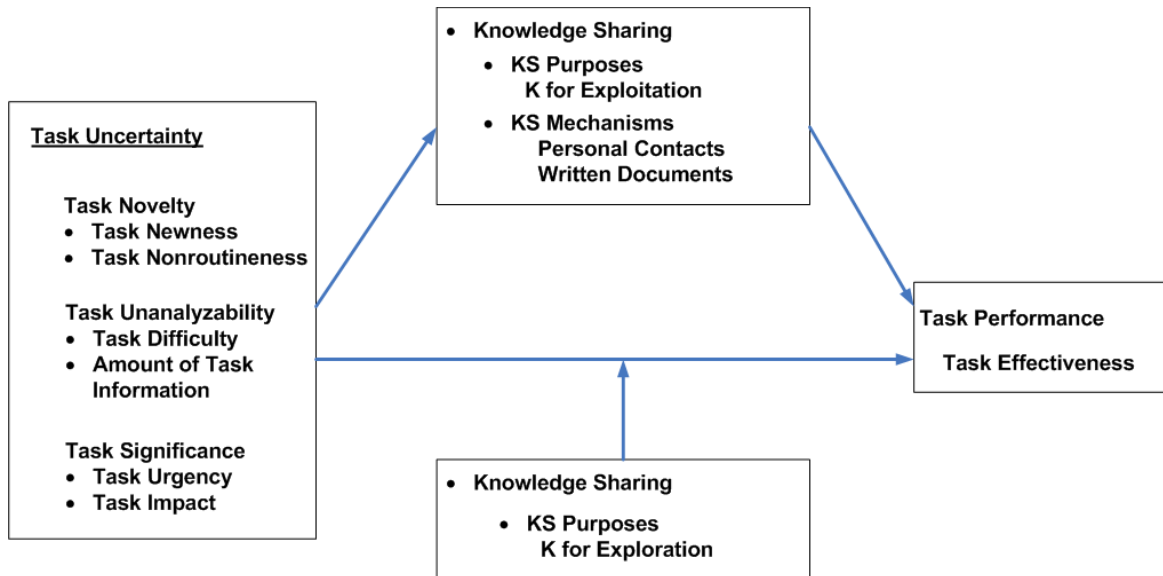 Task Uncertainty
Task Novelty
• Task Newness
• Task Nonroutineness
Task Unanalyzability
• Task Difficulty
• Amount of Task
Information
Task Significance
• Task Urgency
• Task Impact
• Knowledge Sharing
• KS Purposes
K for Exploitation
• KS Mechanisms
Personal Contacts
Written Documents
Task Performance
Task Effectiveness
• Knowledge Sharing
• KS Purposes
K for Exploration